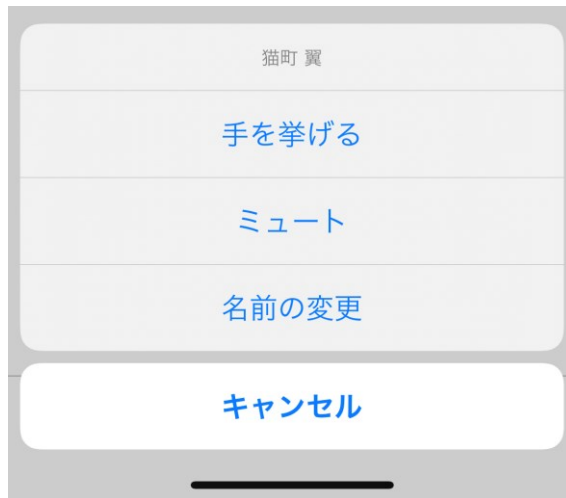 猫町 翼
手を挙げる
ミュート
名前の変更
キャンセル